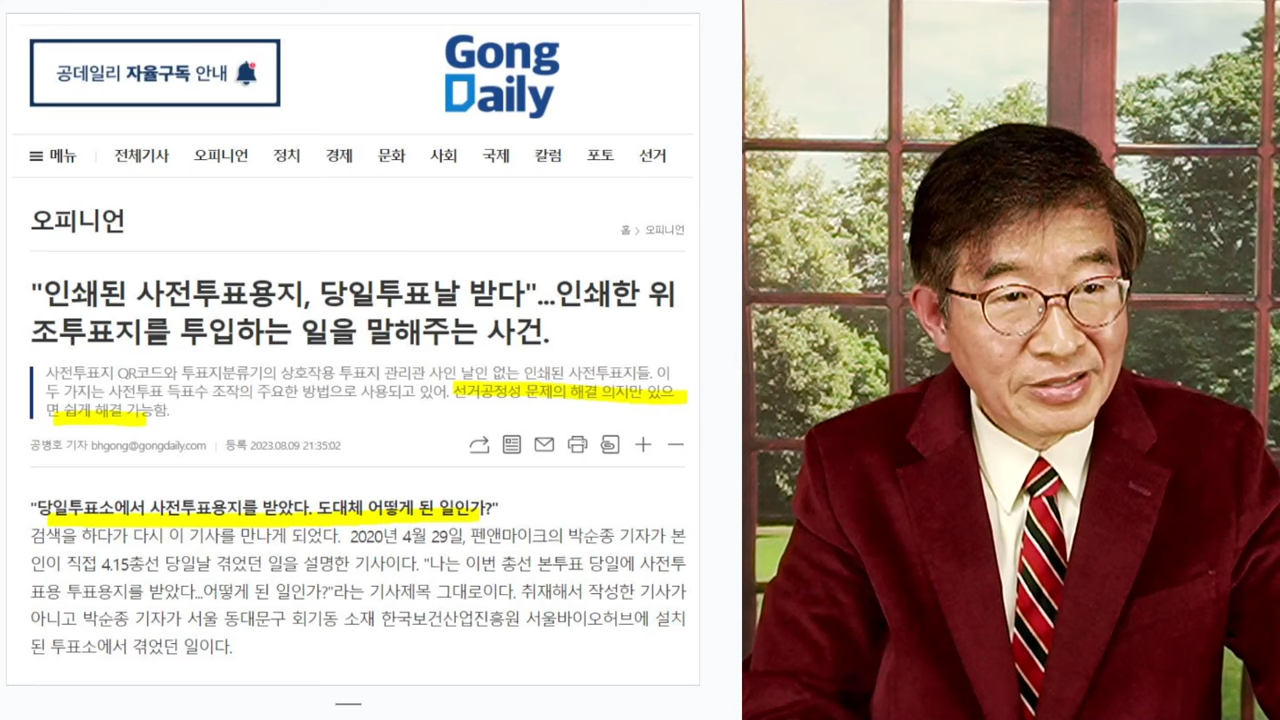 공데일리 자율구독 안내
Gong
Daily
메뉴 전체기사 오피니언 정치 경제 문화 사회 국제 칼럼 포토 선거
오피니언
홈 > 오피니언
"인쇄된 사전투표용지, 당일투표날 받다"...인쇄한 위
조투표지를 투입하는 일을 말해주는 사건.
사전투표지 QR코드와 투표지분류기의 상호작용 투표지 관리관 사인 날인 없는 인쇄된 사전투표지들. 이
두 가지는 사전투표 득표수 조작의 주요한 방법으로 사용되고 있어. 선거공정성 문제의 해결 의지만 있으
면 쉽게 해결 가능함.
공병호 기자 bhgong@gongdaily.com | 등록 2023.08.09 21:35:02
"당일투표소에서 사전투표용지를 받았다. 도대체 어떻게 된 일인가?"
검색을 하다가 다시 이 기사를 만나게 되었다. 2020년 4월 29일, 펜앤마이크의 박순종 기자가 본
인이 직접 4.15총선 당일날 겪었던 일을 설명한 기사이다. "나는 이번 총선 본투표 당일에 사전투
표용 투표용지를 받았다...어떻게 된 일인가?"라는 기사제목 그대로이다. 취재해서 작성한 기사가
아니고 박순종 기자가 서울 동대문구 회기동 소재 한국보건산업진흥원 서울바이오허브에 설치
된 투표소에서 겪었던 일이다.